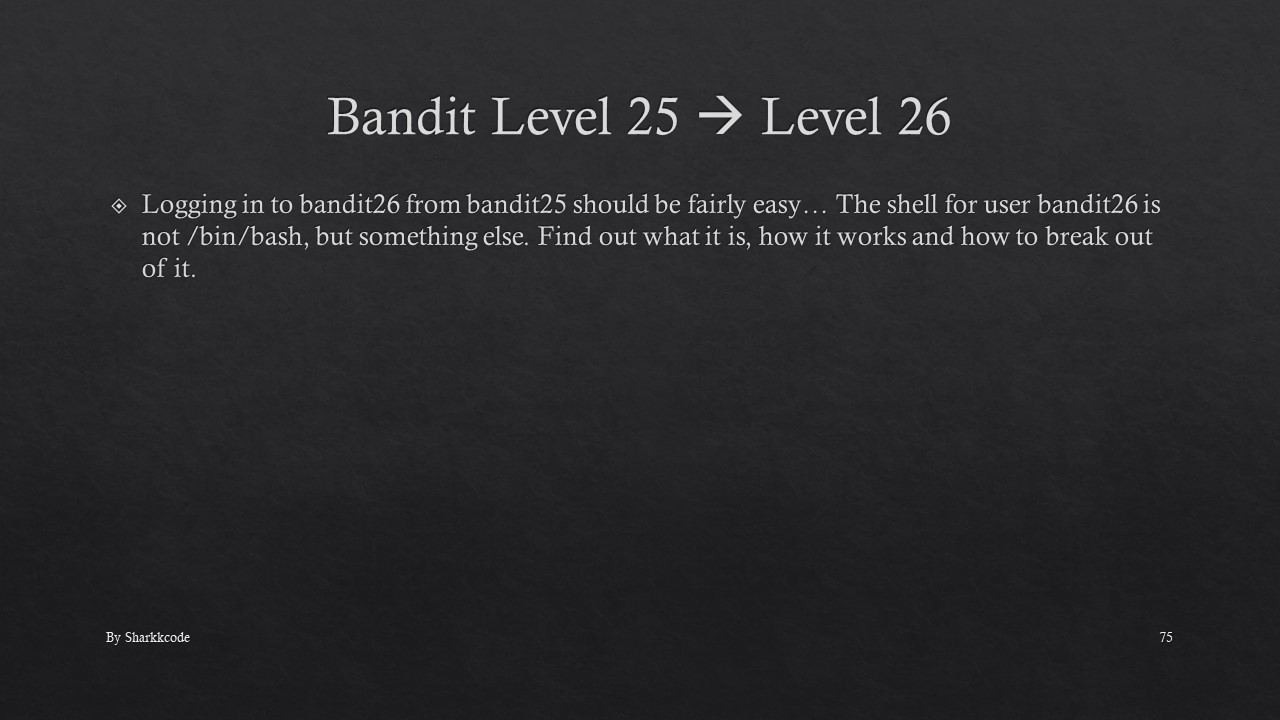 Bandit Level 25 → Level 26
Logging in to bandit26 from bandit25 should be fairly easy… The shell for user bandit26 is
not /bin/bash, but something else. Find out what it is, how it works and how to break out
of it.
By Sharkkcode
75